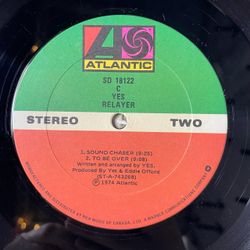 ATLANTIC
SD 18122
C
YES
RELAYER
STEREO TWO
1. SOUND CHASER (9:25)
2. TO BE OVER (9:08)
Written and arranged by YES.
Produced By Yes & Eddie Offord
(ST-A-743268)
℗ 1974 Atlantic